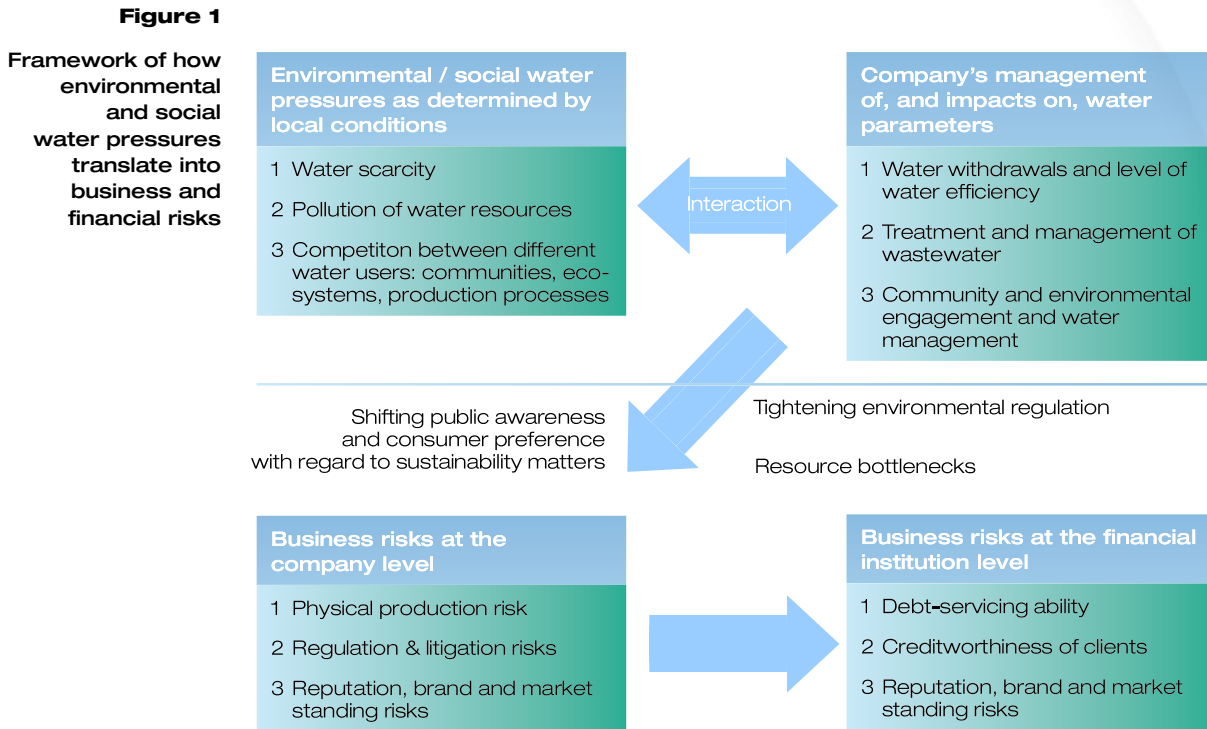 Figure 1
Framework of how
environmental
and social
water pressures
translate into
business and
financial risks
Environmental / social water
pressures as determined by
local conditions
1 Water scarcity
2 Pollution of water resources
3 Competiton between different
water users: communities, eco-
systems, production processes
Interaction
Company's management
of, and impacts on, water
parameters
1 Water withdrawals and level of
water efficiency
2 Treatment and management of
wastewater
3 Community and environmental
engagement and water
management
Shifting public awareness
and consumer preference
with regard to sustainability matters
Tightening environmental regulation
Resource bottlenecks
Business risks at the
company level
1 Physical production risk
2 Regulation & litigation risks
3 Reputation, brand and market
standing risks
Business risks at the financial
institution level
1 Debt-servicing ability
2 Creditworthiness of clients
3 Reputation, brand and market
standing risks